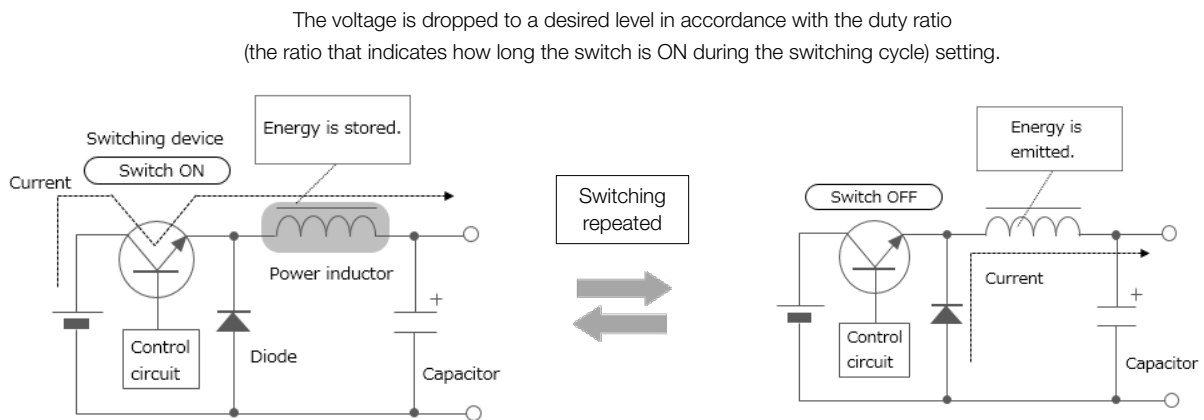 The voltage is dropped to a desired level in accordance with the duty ratio
(the ratio that indicates how long the switch is ON during the switching cycle) setting.
Switching device
Switch ON
Energy is stored.
Current
Power inductor
+
Control
circuit
Diode
Capacitor
Switching
repeated
Energy is
emitted.
Switch OFF
Current
+
Control
circuit
Capacitor